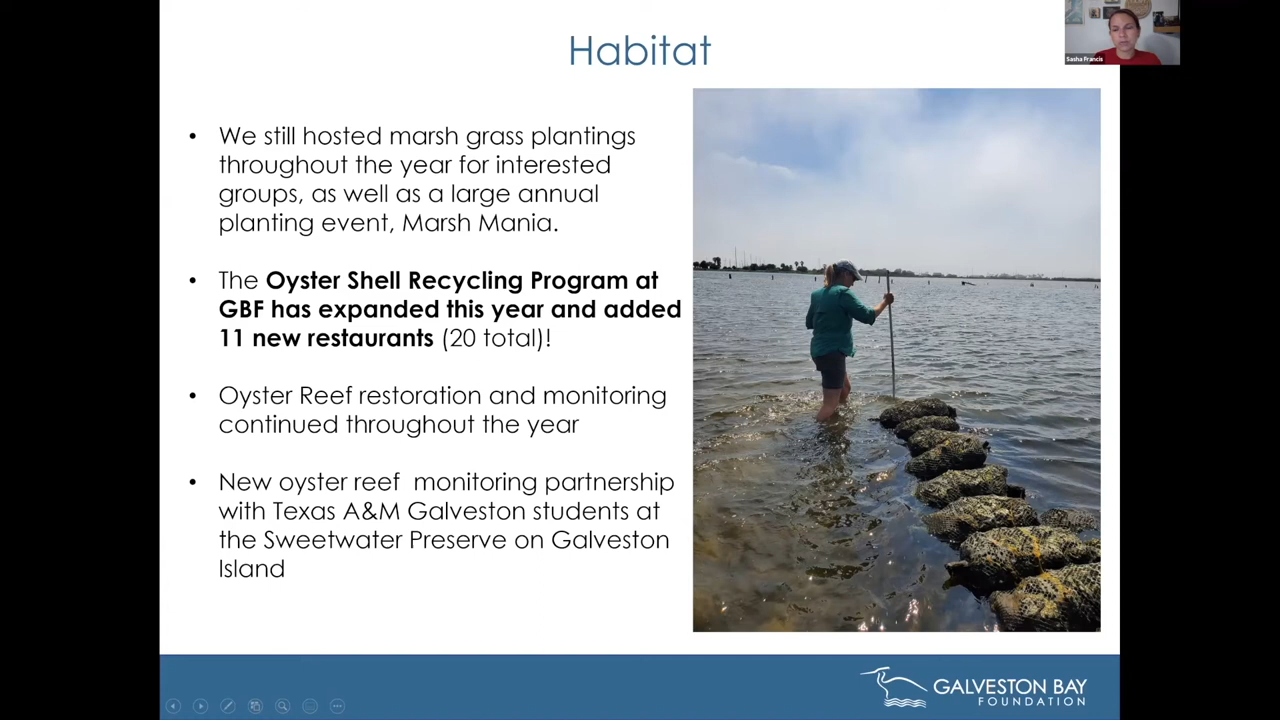 Habitat
Sasha Francis
• We still hosted marsh grass plantings
throughout the year for interested
groups, as well as a large annual
planting event, Marsh Mania.
• The Oyster Shell Recycling Program at
GBF has expanded this year and added
11 new restaurants (20 total)!
• Oyster Reef restoration and monitoring
continued throughout the year
• New oyster reef  monitoring partnership
with Texas A&M Galveston students at
the Sweetwater Preserve on Galveston
Island
GALVESTON BAY
FOUNDATION